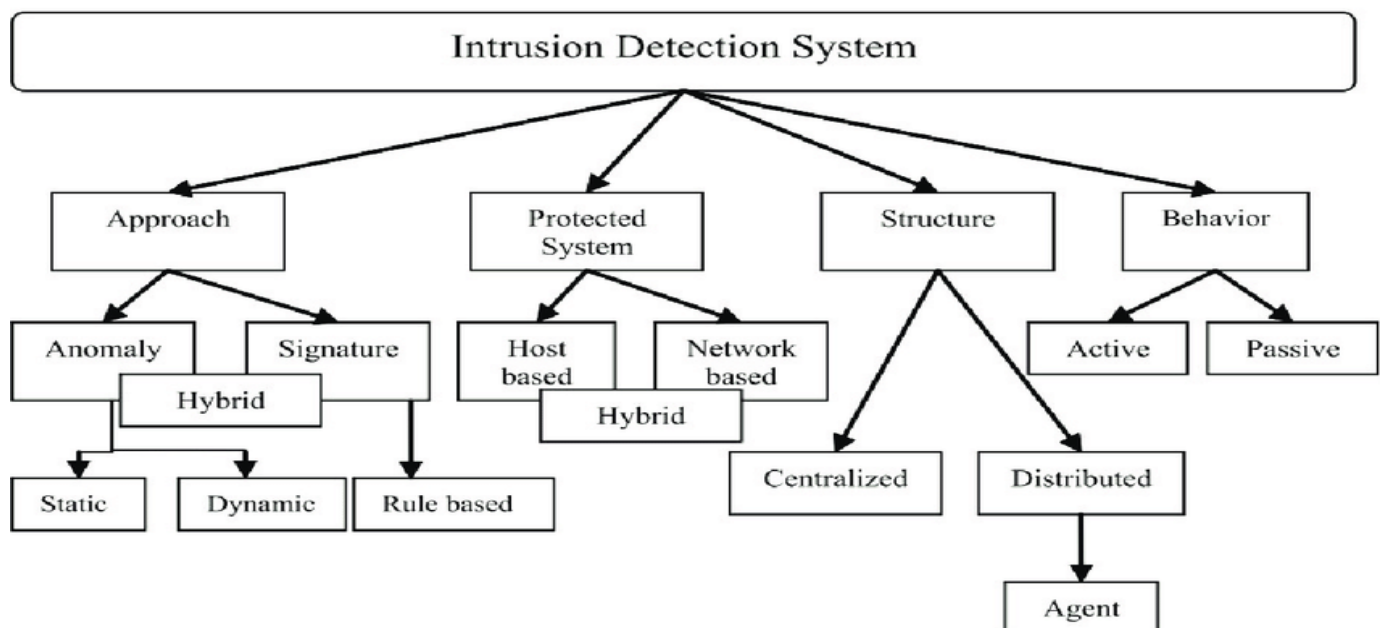 Intrusion Detection System
Approach
Protected
System
Structure
Behavior
Anomaly
Signature
Hybrid
Host
based
Network
based
Hybrid
Active
Passive
Static
Dynamic
Rule based
Centralized
Distributed
Agent